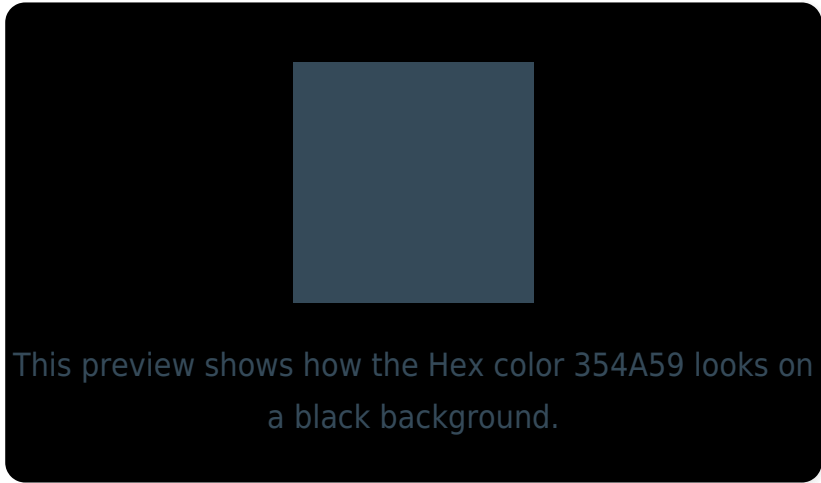 This preview shows how the Hex color 354A59 looks on
a black background.